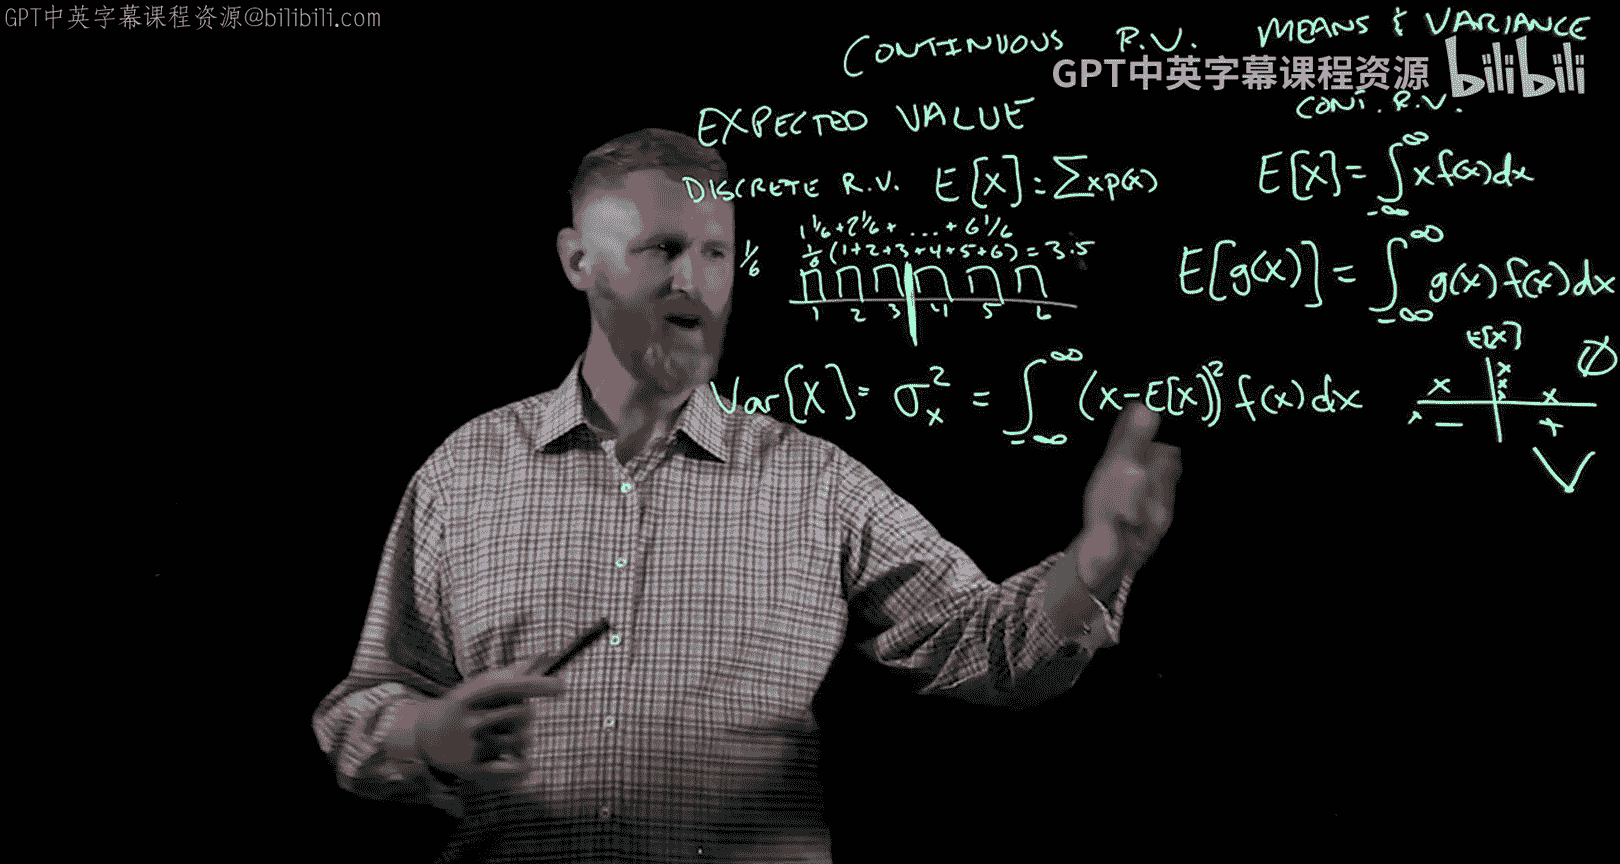 GPT中英字幕课程资源@bilibili.com
CONTINUOUS R.V. MEANS & VARIANCE
GPT中英字幕课程资源 bilibili
EXPECTED VALUE
CONT. R.V.
DISCRETE R.V. E[X] = ∑xp(x)
E[X] = ∫_{-∞}^{∞} x f(x)dx
1 1/6 + 2 1/6 + ... + 6 1/6
1/6
1/6 (1+2+3+4+5+6) = 3.5
1 2 3 4 5 6
E[g(X)] = ∫_{-∞}^{∞} g(x) f(x)dx
Var[X] = σ_x^2 = ∫_{-∞}^{∞} (x-E[X])^2 f(x)dx
E[X]
x x x x x
- +